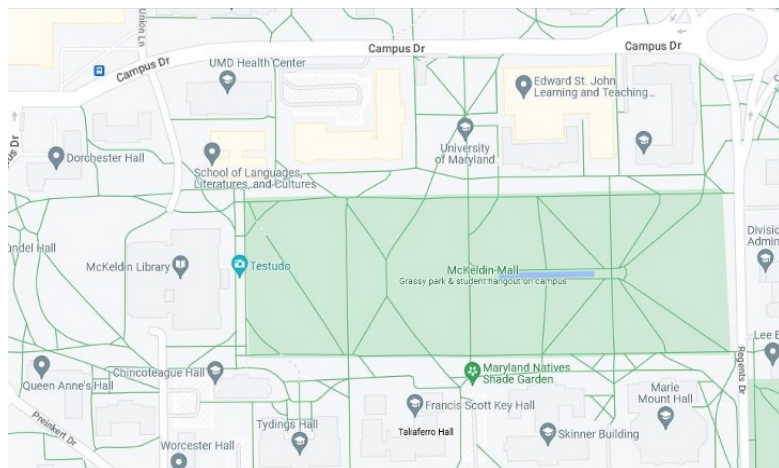 Union Ln
Campus Dr
Campus Dr
Campus Dr
UMD Health Center
Edward St. John
Learning and Teaching...
Dorchester Hall
University
of Maryland
School of Languages,
Literatures, and Cultures
McKeldin Library
Testudo
McKeldin Mall
Grassy park & student hangout on campus
Division
Admin
Chincoteague Hall
Maryland Natives
Shade Garden
Regents Dr
Lee B
Queen Anne's Hall
Marie
Mount Hall
Preinkert Dr
Francis Scott Key Hall
Tydings Hall
Taliaferro Hall
Skinner Building
Worcester Hall